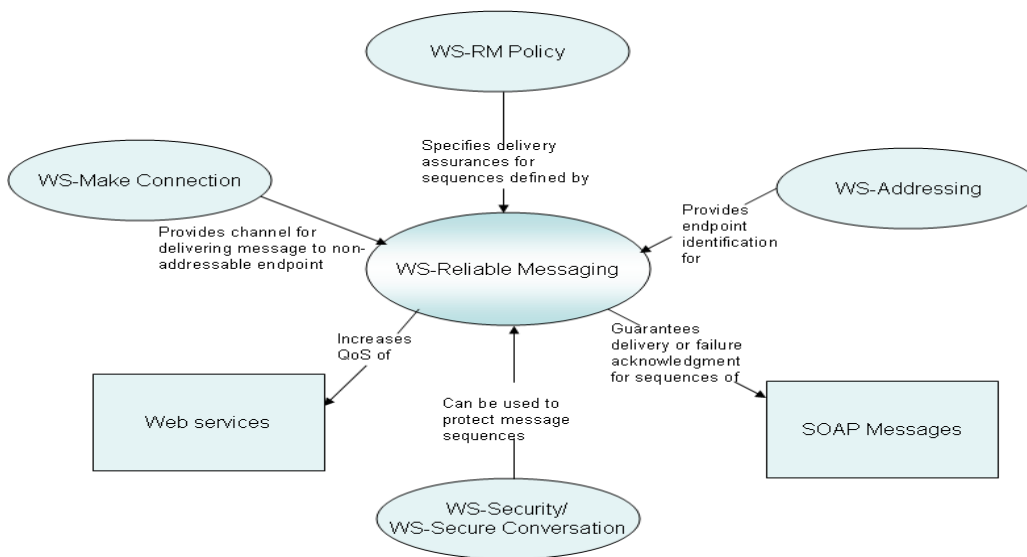 WS-RM Policy
Specifies delivery
assurances for
sequences defined by
WS-Make Connection
WS-Addressing
Provides channel for
delivering message to non-
addressable endpoint
Provides
endpoint
identification
for
WS-Reliable Messaging
Increases
QoS of
Guarantees
delivery or failure
acknowledgment
for sequences of
Web services
Can be used to
protect message
sequences
SOAP Messages
WS-Security/
WS-Secure Conversation